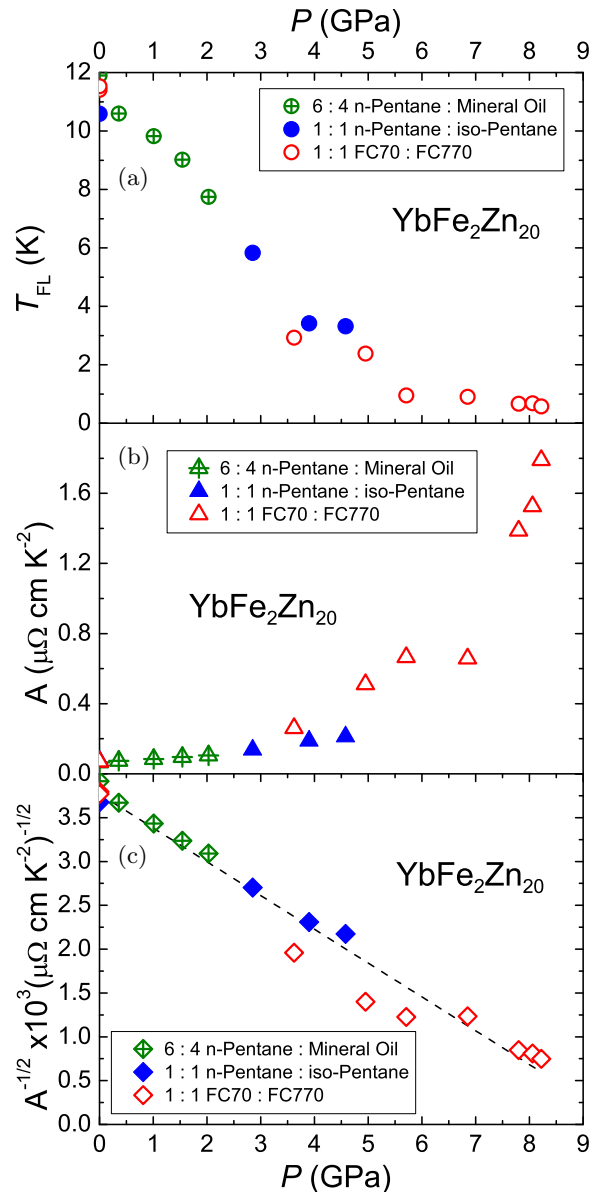 P (GPa)
0 1 2 3 4 5 6 7 8 9
12
10
8
6
4
2
0
T_FL (K)
(a)
6 : 4 n-Pentane : Mineral Oil
1 : 1 n-Pentane : iso-Pentane
1 : 1 FC70 : FC770
YbFe₂Zn₂₀
(b)
6 : 4 n-Pentane : Mineral Oil
1 : 1 n-Pentane : iso-Pentane
1 : 1 FC70 : FC770
YbFe₂Zn₂₀
1.6
1.2
0.8
0.4
0.0
A (μΩ cm K⁻²)
(c)
YbFe₂Zn₂₀
3.5
3.0
2.5
2.0
1.5
1.0
0.5
0.0
A⁻¹/² x10³(μΩ cm K⁻²)⁻¹/²
6 : 4 n-Pentane : Mineral Oil
1 : 1 n-Pentane : iso-Pentane
1 : 1 FC70 : FC770
0 1 2 3 4 5 6 7 8 9
P (GPa)